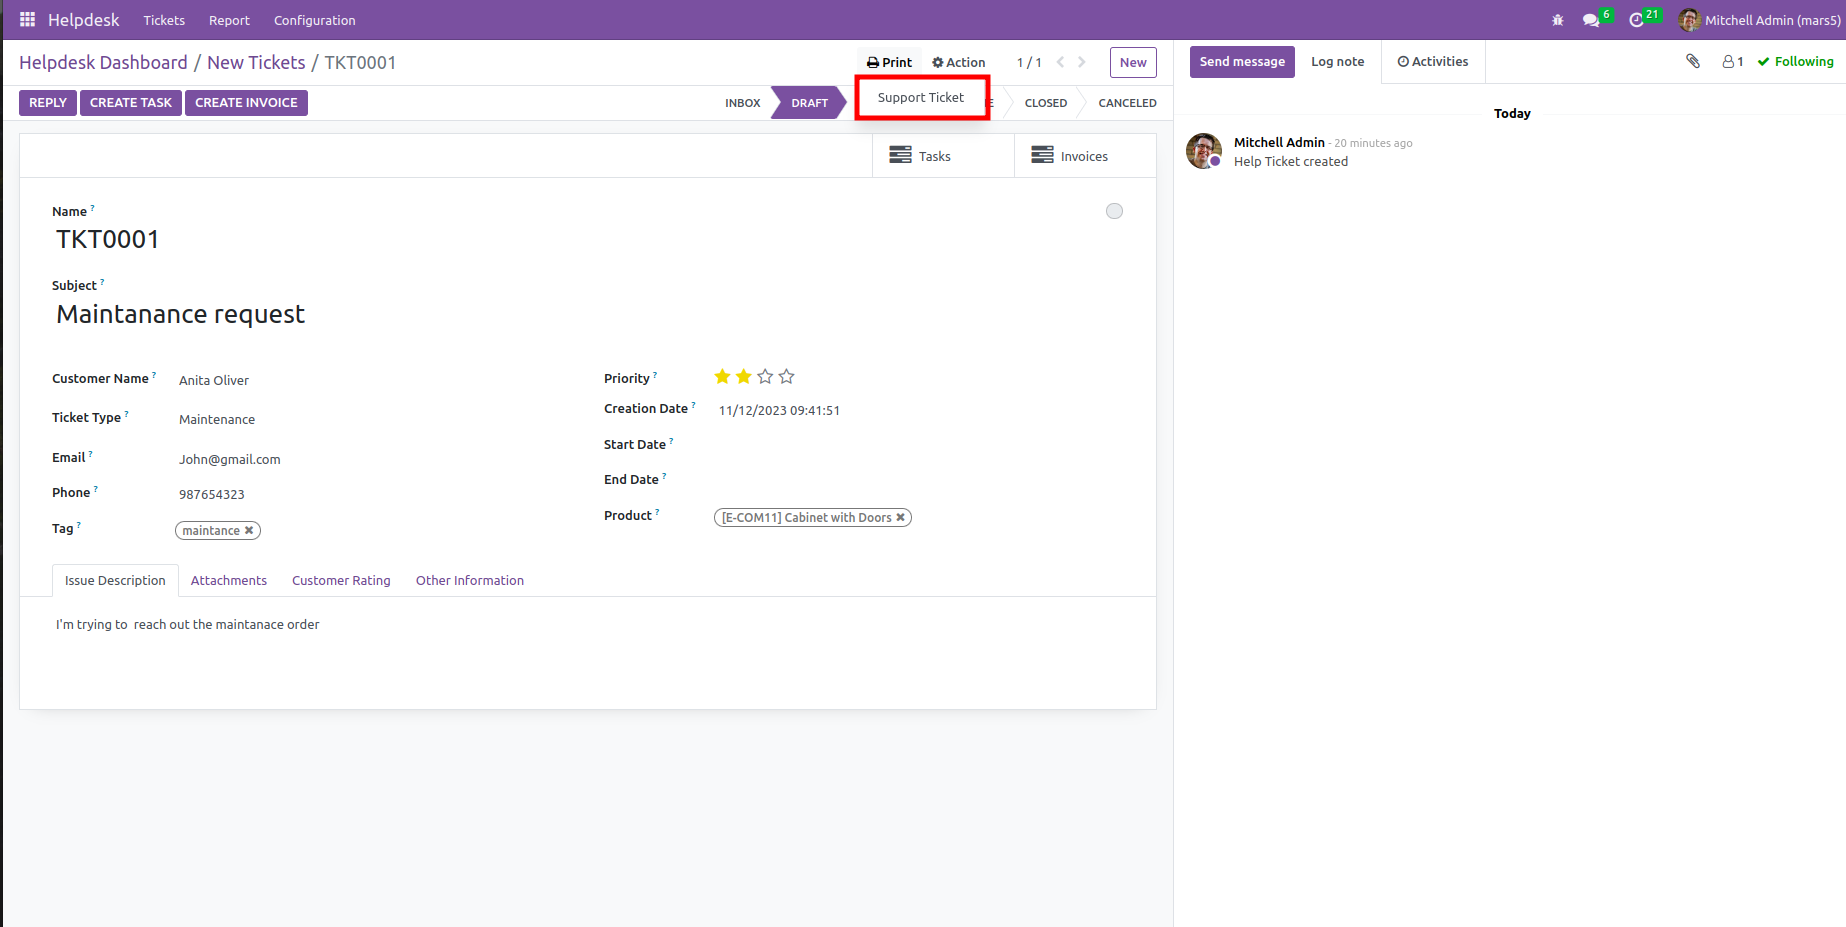 Helpdesk Tickets Report Configuration 6 21 Mitchell Admin (mars5)
Helpdesk Dashboard / New Tickets / TKT0001 Print Action 1 / 1 New Send message Log note Activities 1 Following
REPLY CREATE TASK CREATE INVOICE INBOX DRAFT Support Ticket E CLOSED CANCELED
Today
Mitchell Admin - 20 minutes ago
Help Ticket created
Tasks Invoices
Name ?
TKT0001
Subject ?
Maintanance request
Customer Name ? Anita Oliver Priority ?
Creation Date ? 11/12/2023 09:41:51
Ticket Type ? Maintenance
Start Date ?
Email ? John@gmail.com
End Date ?
Phone ? 987654323
Product ? [E-COM11] Cabinet with Doors ✖
Tag ? maintance ✖
Issue Description Attachments Customer Rating Other Information
I'm trying to  reach out the maintanace order